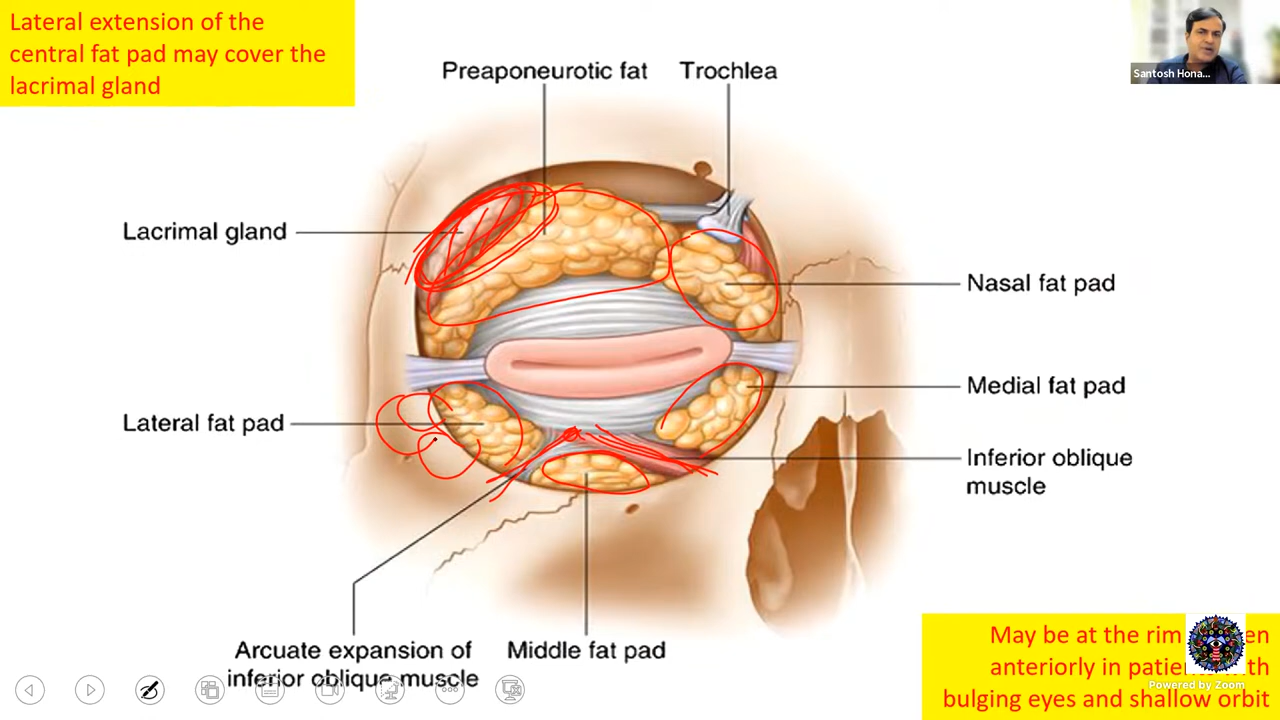 Lateral extension of the
central fat pad may cover the
lacrimal gland
Santosh Hona...
Preaponeurotic fat
Trochlea
Lacrimal gland
Nasal fat pad
Medial fat pad
Lateral fat pad
Inferior oblique
muscle
Arcuate expansion of
inferior oblique muscle
Middle fat pad
May be at the rim
anteriorly in
bulging eyes and shallow orbit
Powered by Zoom